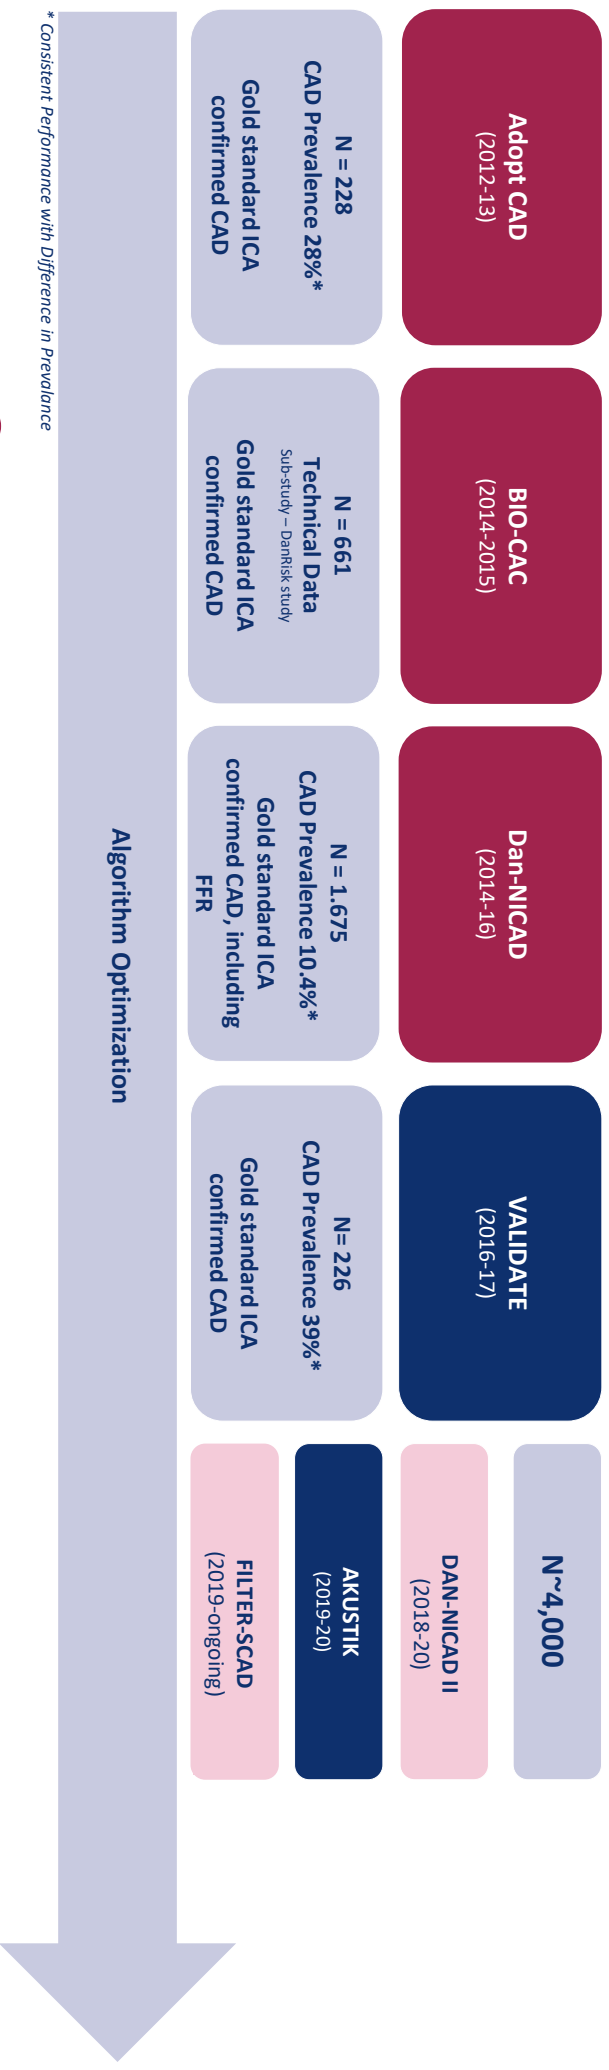 Adopt CAD
(2012-13)
N = 228
CAD Prevalence 28%*
Gold standard ICA
confirmed CAD
BIO-CAC
(2014-2015)
N = 661
Technical Data
Sub-study – DanRisk study
Gold standard ICA
confirmed CAD
Dan-NICAD
(2014-16)
N = 1.675
CAD Prevalence 10.4%*
Gold standard ICA
confirmed CAD, including
FFR
VALIDATE
(2016-17)
N= 226
CAD Prevalence 39%*
Gold standard ICA
confirmed CAD
N~4,000
DAN-NICAD II
(2018-20)
AKUSTIK
(2019-20)
FILTER-SCAD
(2019-ongoing)
Algorithm Optimization
* Consistent Performance with Difference in Prevalance